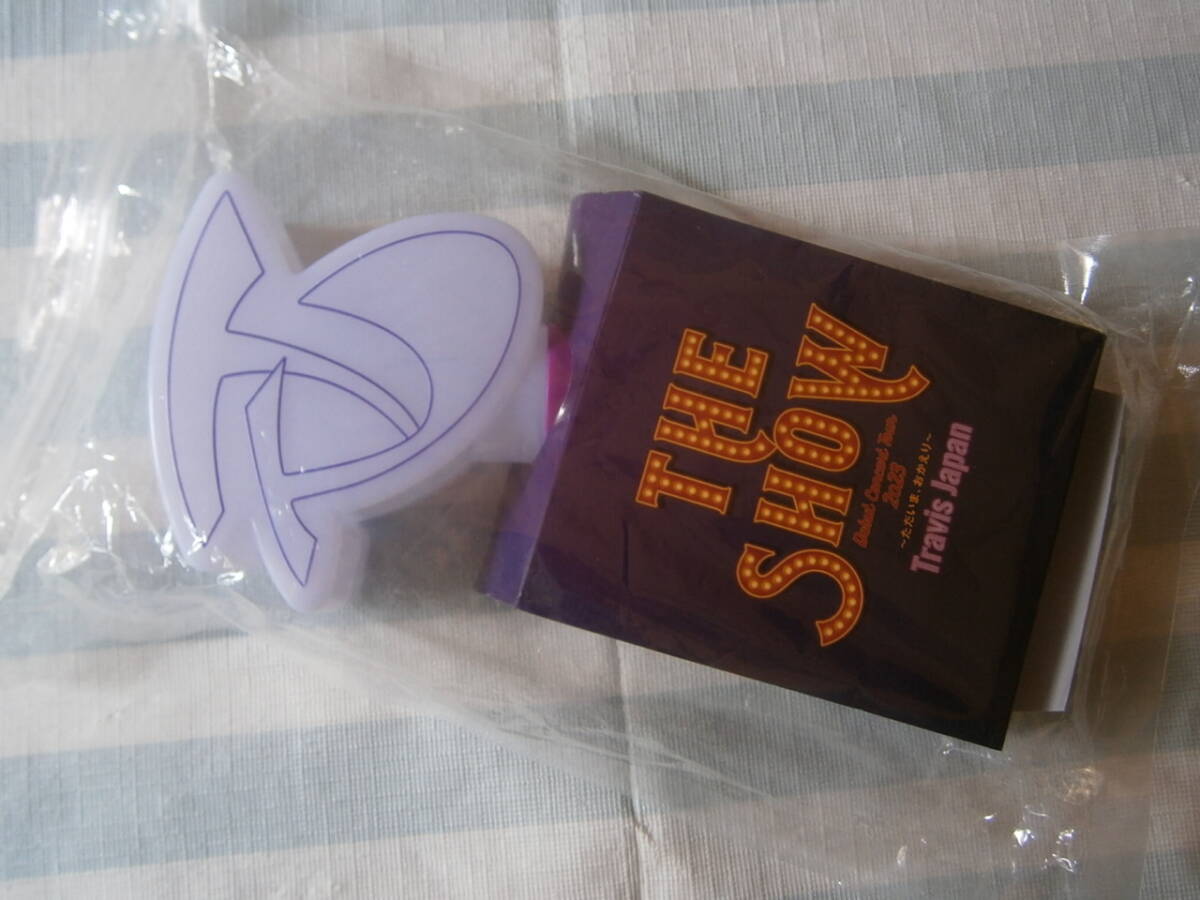 THE
SHOW
Debut Concert Tour
2023
~ただいま、おかえり~
Travis Japan